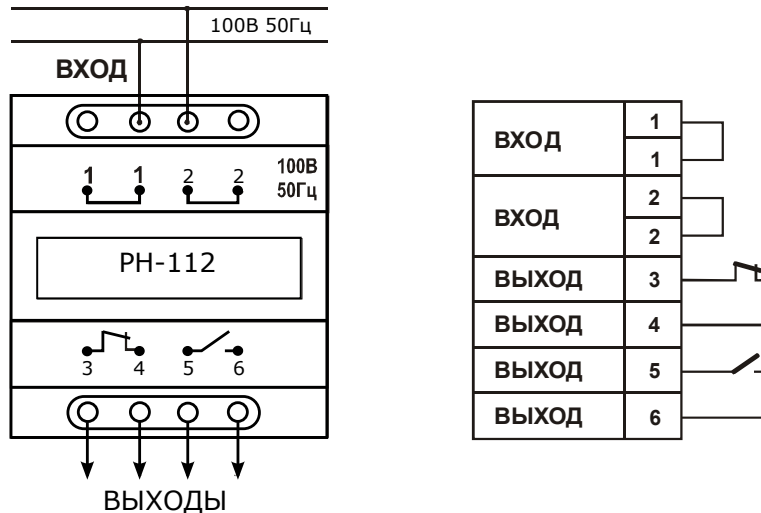 100В 50Гц
ВХОД
1 1 2 2 100В
50Гц
РН-112
3 4 5 6
ВЫХОДЫ
ВХОД 1
1
ВХОД 2
2
ВЫХОД 3
ВЫХОД 4
ВЫХОД 5
ВЫХОД 6